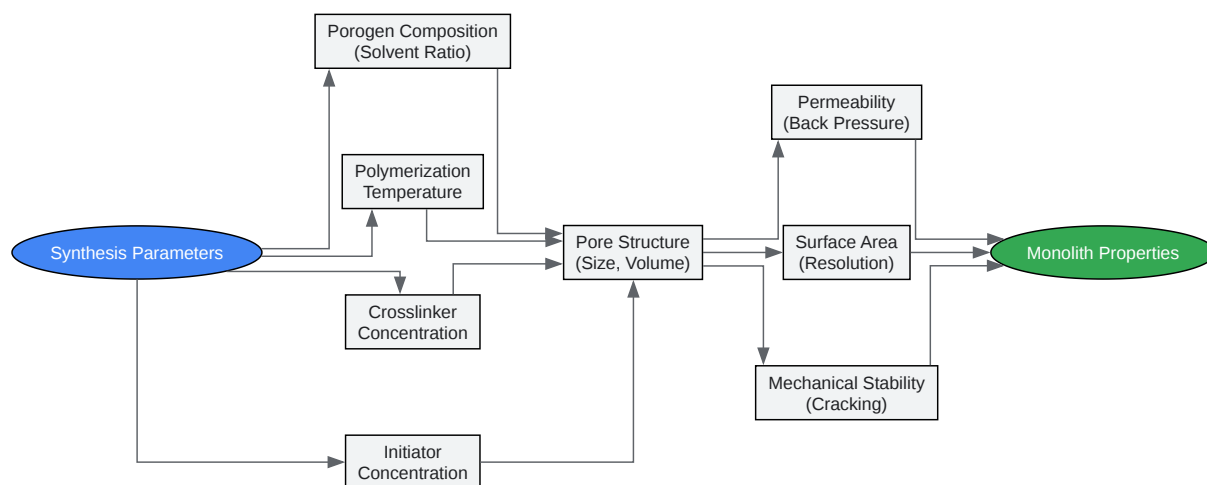 Porogen Composition
(Solvent Ratio)
Permeability
(Back Pressure)
Polymerization
Temperature
Synthesis Parameters
Pore Structure
(Size, Volume)
Surface Area
(Resolution)
Monolith Properties
Crosslinker
Concentration
Mechanical Stability
(Cracking)
Initiator
Concentration